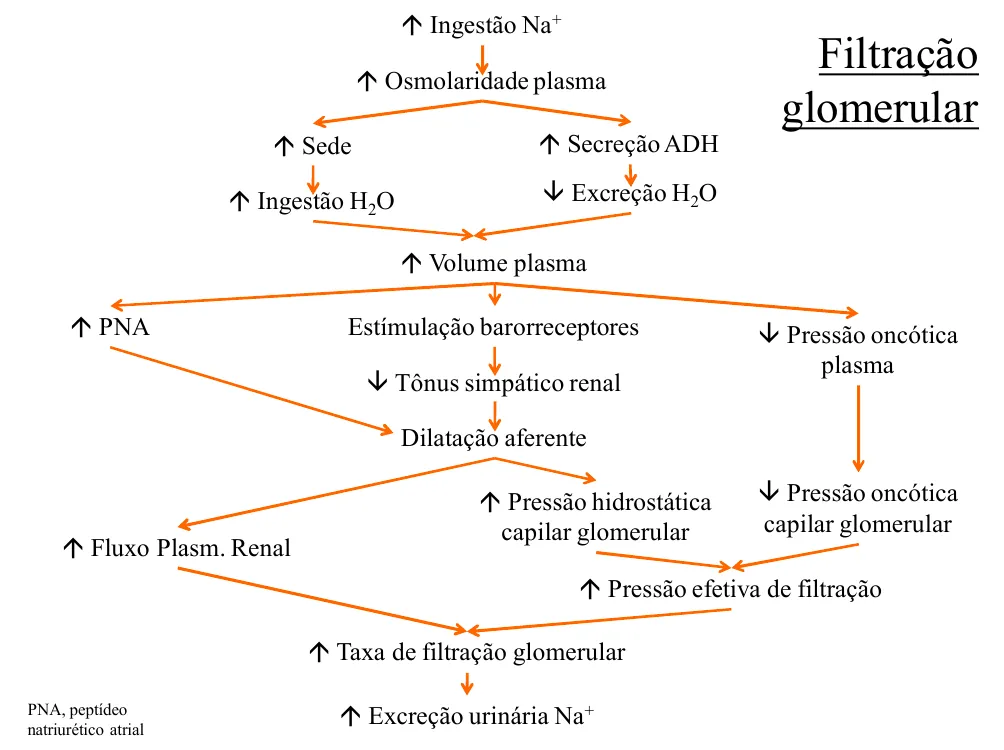 ↑ Ingestão Na⁺
Filtração
glomerular
↑ Osmolaridade plasma
↑ Sede
↑ Secreção ADH
↑ Ingestão H₂O
↓ Excreção H₂O
↑ Volume plasma
↑ PNA
Estímulação barorreceptores
↓ Pressão oncótica
plasma
↓ Tônus simpático renal
Dilatação aferente
↑ Pressão hidrostática
capilar glomerular
↓ Pressão oncótica
capilar glomerular
↑ Fluxo Plasm. Renal
↑ Pressão efetiva de filtração
↑ Taxa de filtração glomerular
↑ Excreção urinária Na⁺
PNA, peptídeo
natriurético atrial